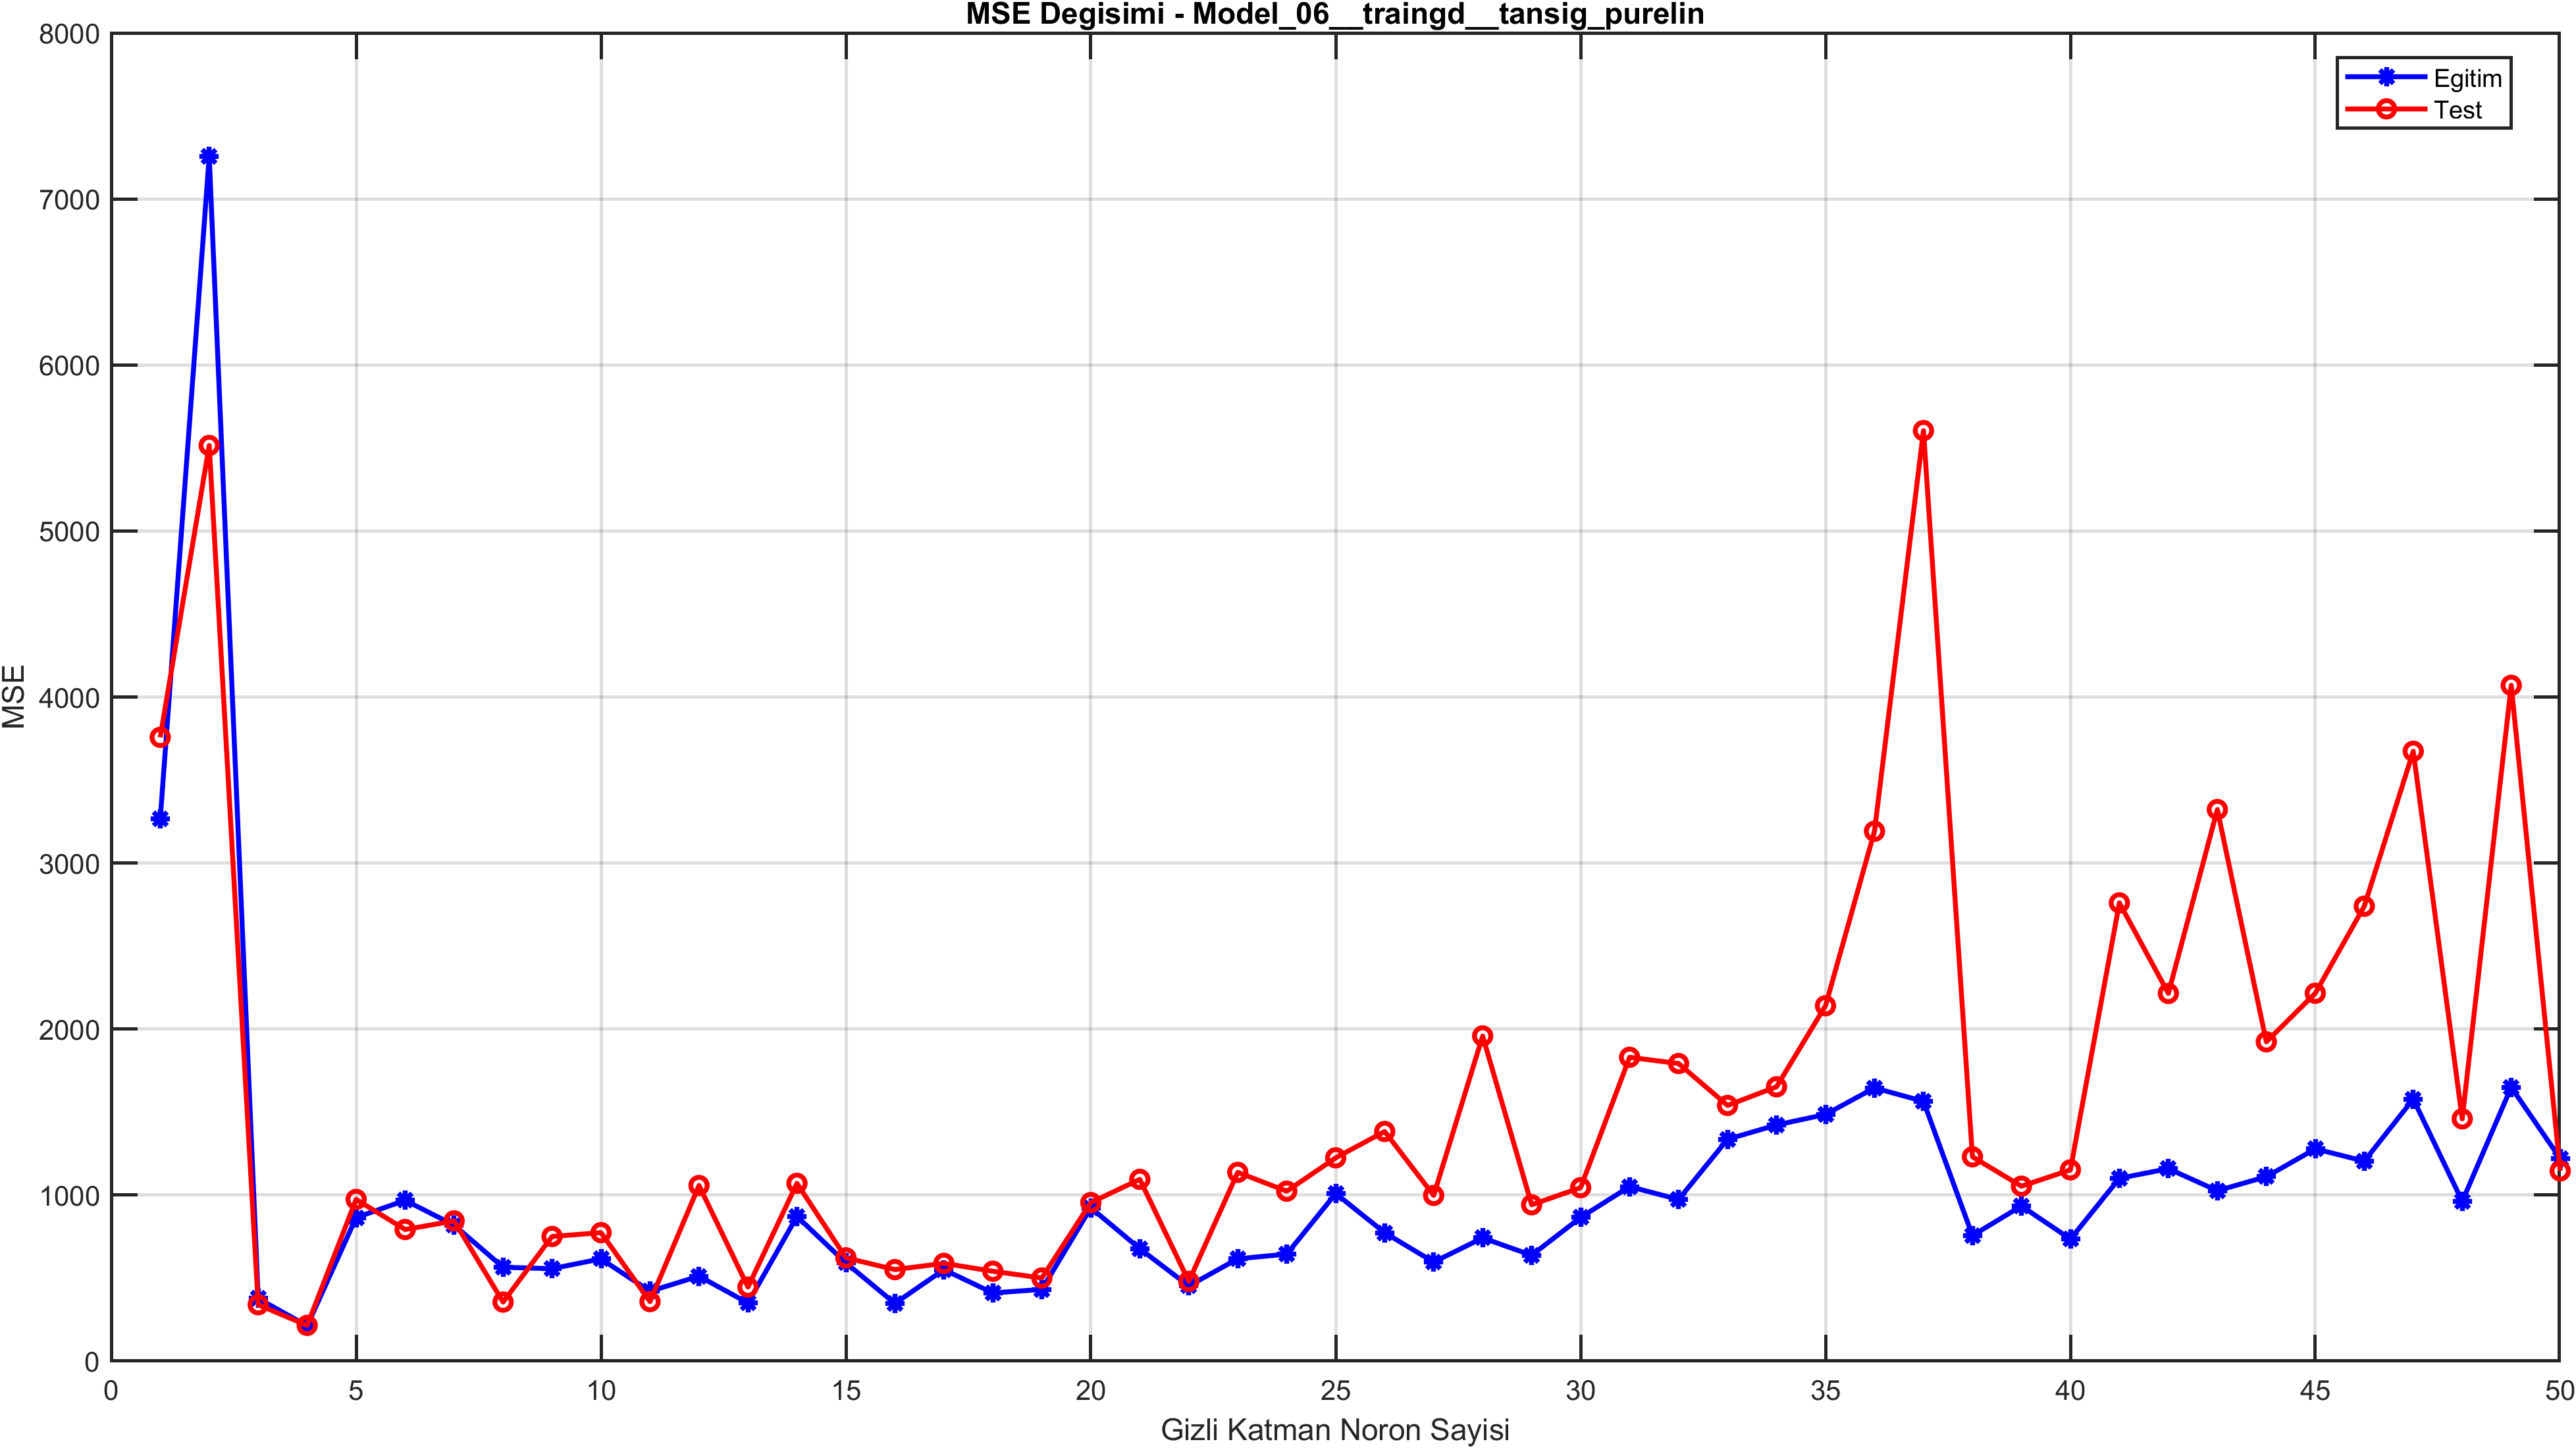 MSE Degisimi - Model_06__traingd__tansig_purelin
Egitim
Test
8000
7000
6000
5000
4000
3000
2000
1000
0
MSE
0 5 10 15 20 25 30 35 40 45 50
Gizli Katman Noron Sayisi